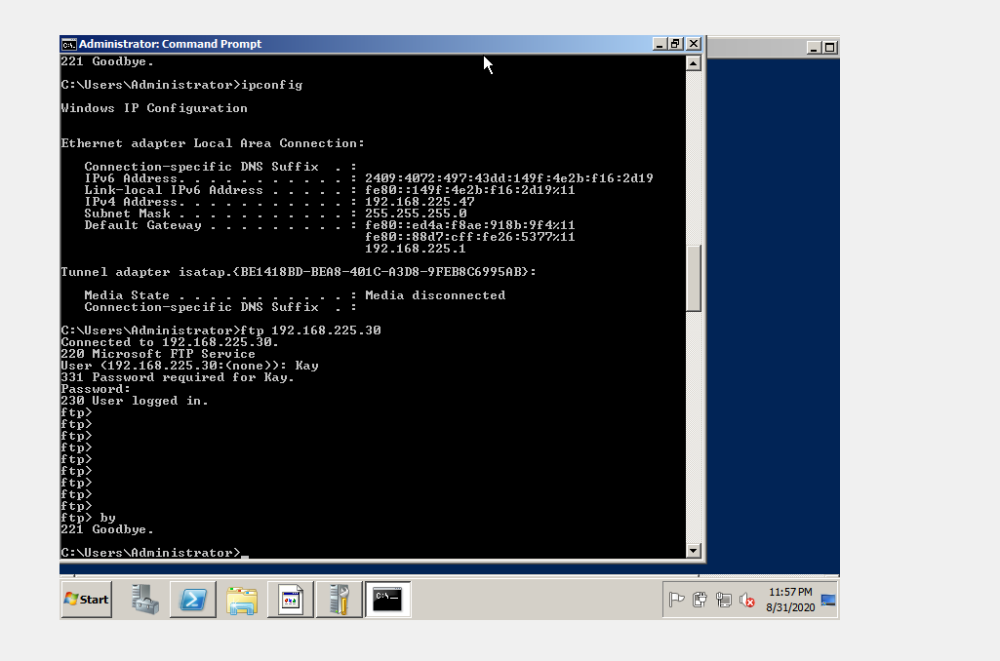 Administrator: Command Prompt
221 Goodbye.
C:\Users\Administrator>ipconfig
Windows IP Configuration
Ethernet adapter Local Area Connection:
Connection-specific DNS Suffix . :
IPv6 Address. . . . . . . . . . . : 2409:4072:497:43dd:149f:4e2b:f16:2d19
Link-local IPv6 Address . . . . . : fe80::149f:4e2b:f16:2d19%11
IPv4 Address. . . . . . . . . . . : 192.168.225.47
Subnet Mask . . . . . . . . . . . : 255.255.255.0
Default Gateway . . . . . . . . . : fe80::ed4a:f8ae:918b:9f4%11
fe80::88d7:cff:fe26:5377%11
192.168.225.1
Tunnel adapter isatap.{BE1418BD-BEA8-401C-A3D8-9FEB8C6995AB}:
Media State . . . . . . . . . . . : Media disconnected
Connection-specific DNS Suffix . :
C:\Users\Administrator>ftp 192.168.225.30
Connected to 192.168.225.30.
220 Microsoft FTP Service
User (192.168.225.30:(none)): Kay
331 Password required for Kay.
Password:
230 User logged in.
ftp>
ftp>
ftp>
ftp>
ftp>
ftp>
ftp>
ftp>
ftp>
ftp> by
221 Goodbye.
C:\Users\Administrator>_
Start
11:57 PM
8/31/2020